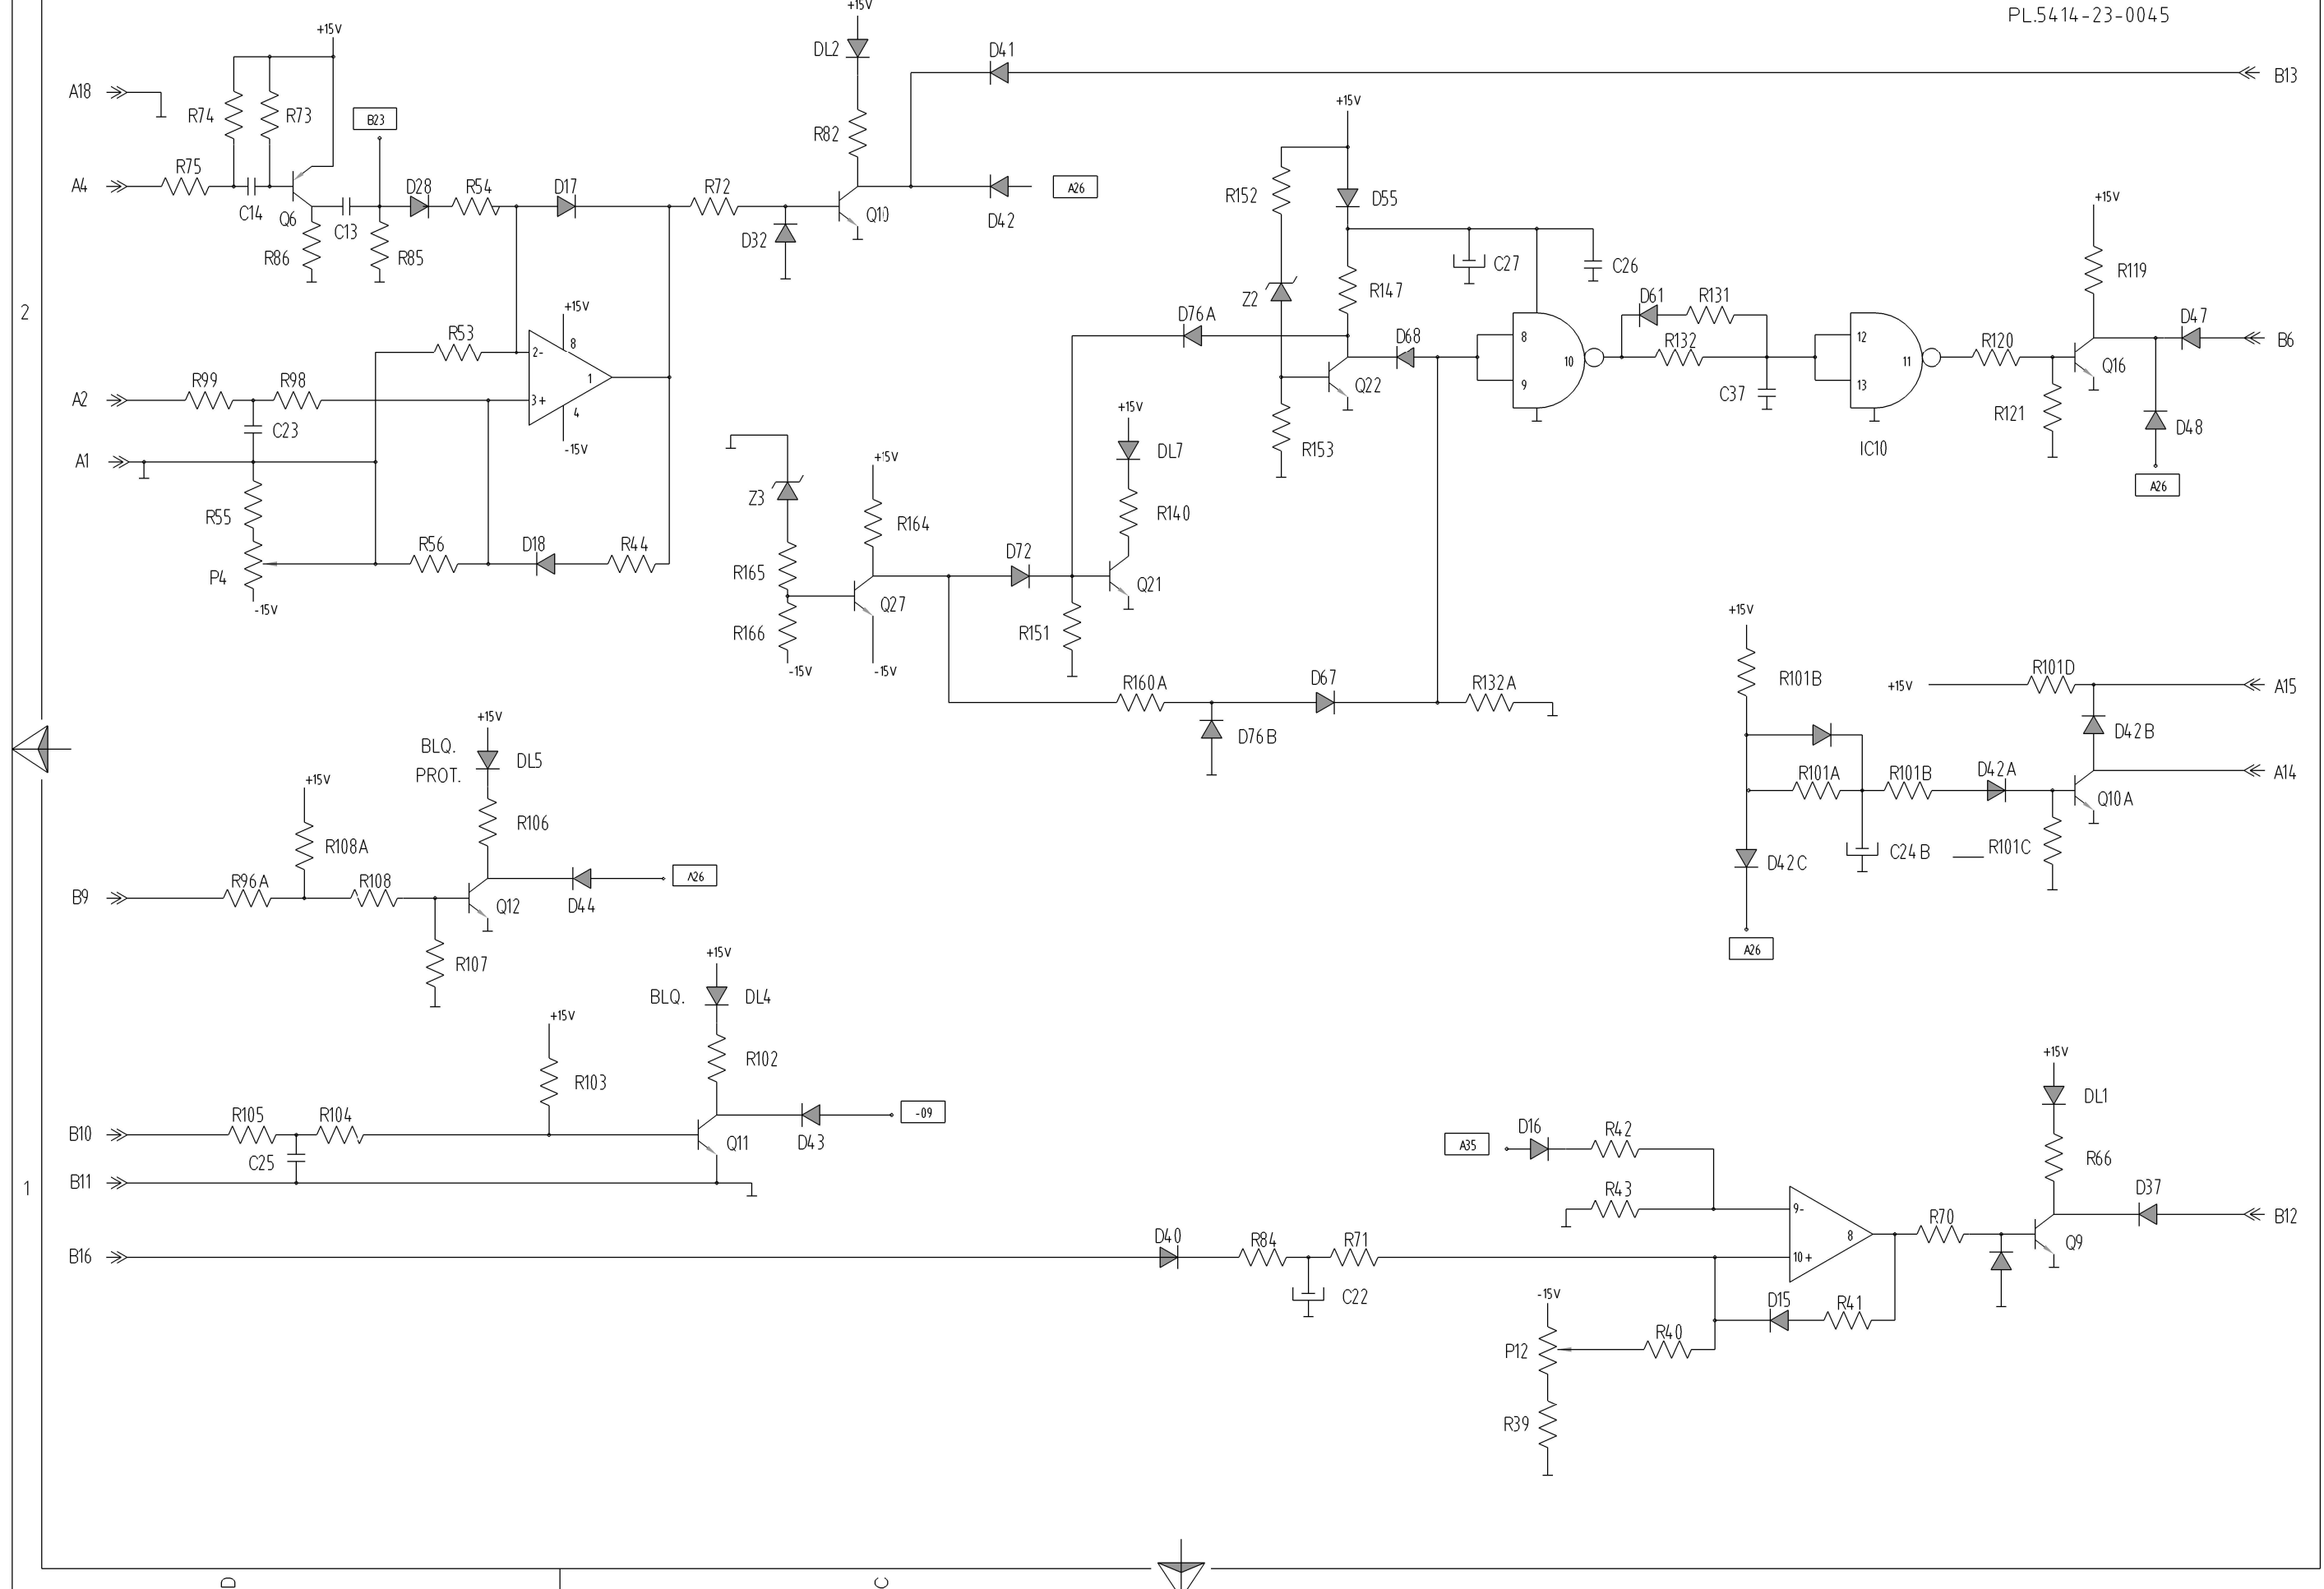 PL.5414-23-0045
+15V
DL2
R82
Q10
D41
B13
D42
A26
A18
+15V
R74
R73
B23
A4
R75
C14
Q6
C13
D28
R54
D17
R72
D32
R86
R85
+15V
8
2-
1
3+
4
-15V
R53
A2
R99
R98
C23
A1
R55
P4
-15V
R56
D18
R44
+15V
R152
D55
C27
C26
Z2
R147
D76A
D68
Q22
R153
8
9
10
D61
R131
R132
C37
12
13
11
IC10
R120
R121
+15V
R119
Q16
D47
B6
D48
A26
Z3
R165
R166
-15V
+15V
R164
Q27
-15V
D72
R151
+15V
DL7
R140
Q21
R160A
D76B
D67
R132A
+15V
R101B
+15V
R101D
A15
D42B
A14
R101A
R101B
D42A
Q10A
D42C
C24B
R101C
A26
2
+15V
BLQ.
PROT.
DL5
R106
+15V
R108A
B9
R96A
R108
Q12
D44
A26
R107
+15V
BLQ.
DL4
R102
+15V
R103
B10
R105
R104
C25
Q11
D43
-09
B11
1
B16
D40
R84
R71
C22
A35
D16
R42
R43
9-
10+
8
R70
+15V
DL1
R66
D37
B12
Q9
D15
R41
-15V
P12
R40
R39
D
C